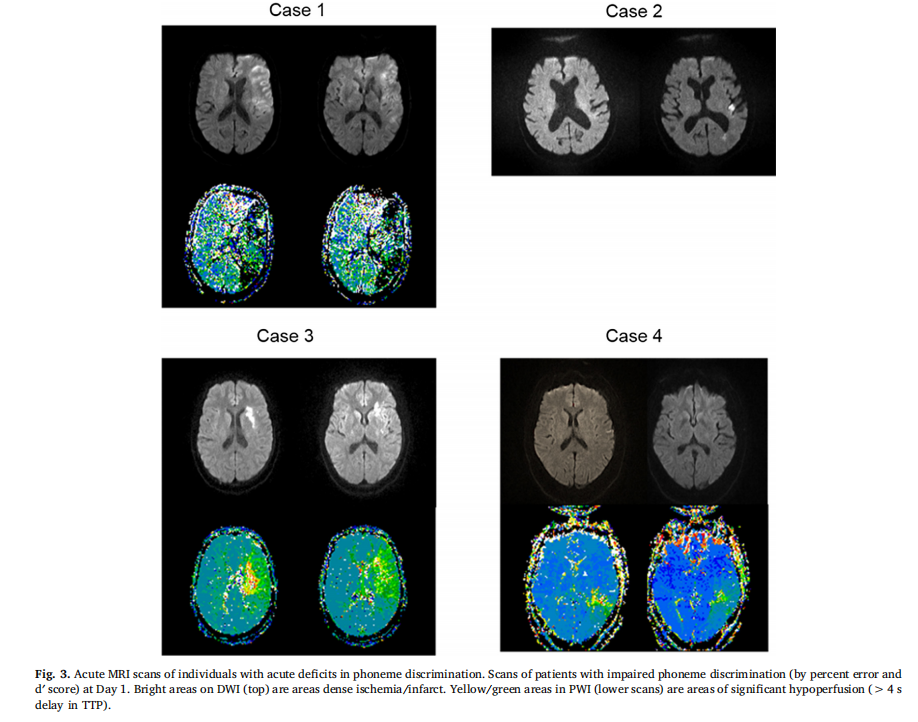 Case 1
Case 2
Case 3
Case 4
Fig. 3. Acute MRI scans of individuals with acute deficits in phoneme discrimination. Scans of patients with impaired phoneme discrimination (by percent error and
d′ score) at Day 1. Bright areas on DWI (top) are areas dense ischemia/infarct. Yellow/green areas in PWI (lower scans) are areas of significant hypoperfusion ( > 4 s
delay in TTP).